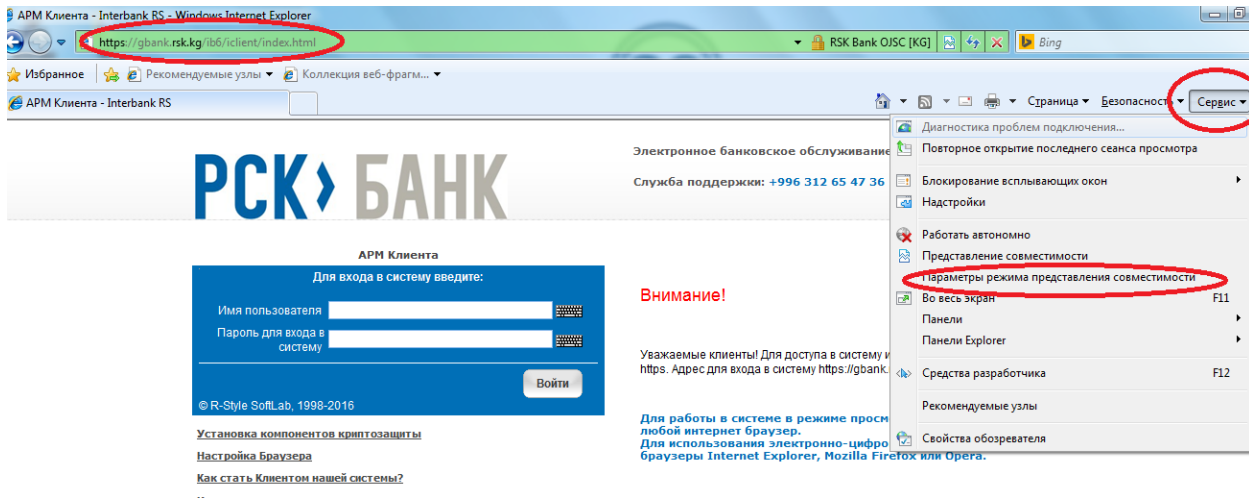 АРМ Клиента - Interbank RS - Windows Internet Explorer
https://gbank.rsk.kg/ib6/iclient/index.html
RSK Bank OJSC [KG]
Bing
Избранное
Рекомендуемые узлы
Коллекция веб-фрагм...
АРМ Клиента - Interbank RS
Страница
Безопасность
Сервис
Диагностика проблем подключения...
Повторное открытие последнего сеанса просмотра
Блокирование всплывающих окон
Надстройки
Работать автономно
Представление совместимости
Параметры режима представления совместимости
Во весь экран F11
Панели
Панели Explorer
Средства разработчика F12
Рекомендуемые узлы
Свойства обозревателя
РСК БАНК
Электронное банковское обслуживание
Служба поддержки: +996 312 65 47 36
АРМ Клиента
Для входа в систему введите:
Имя пользователя
Пароль для входа в
систему
Войти
© R-Style SoftLab, 1998-2016
Установка компонентов криптозащиты
Настройка Браузера
Как стать Клиентом нашей системы?
Внимание!
Уважаемые клиенты! Для доступа в систему и
https. Адрес для входа в систему https://gbank.
Для работы в системе в режиме просм
любой интернет браузер.
Для использования электронно-цифро
браузеры Internet Explorer, Mozilla Firefox или Opera.